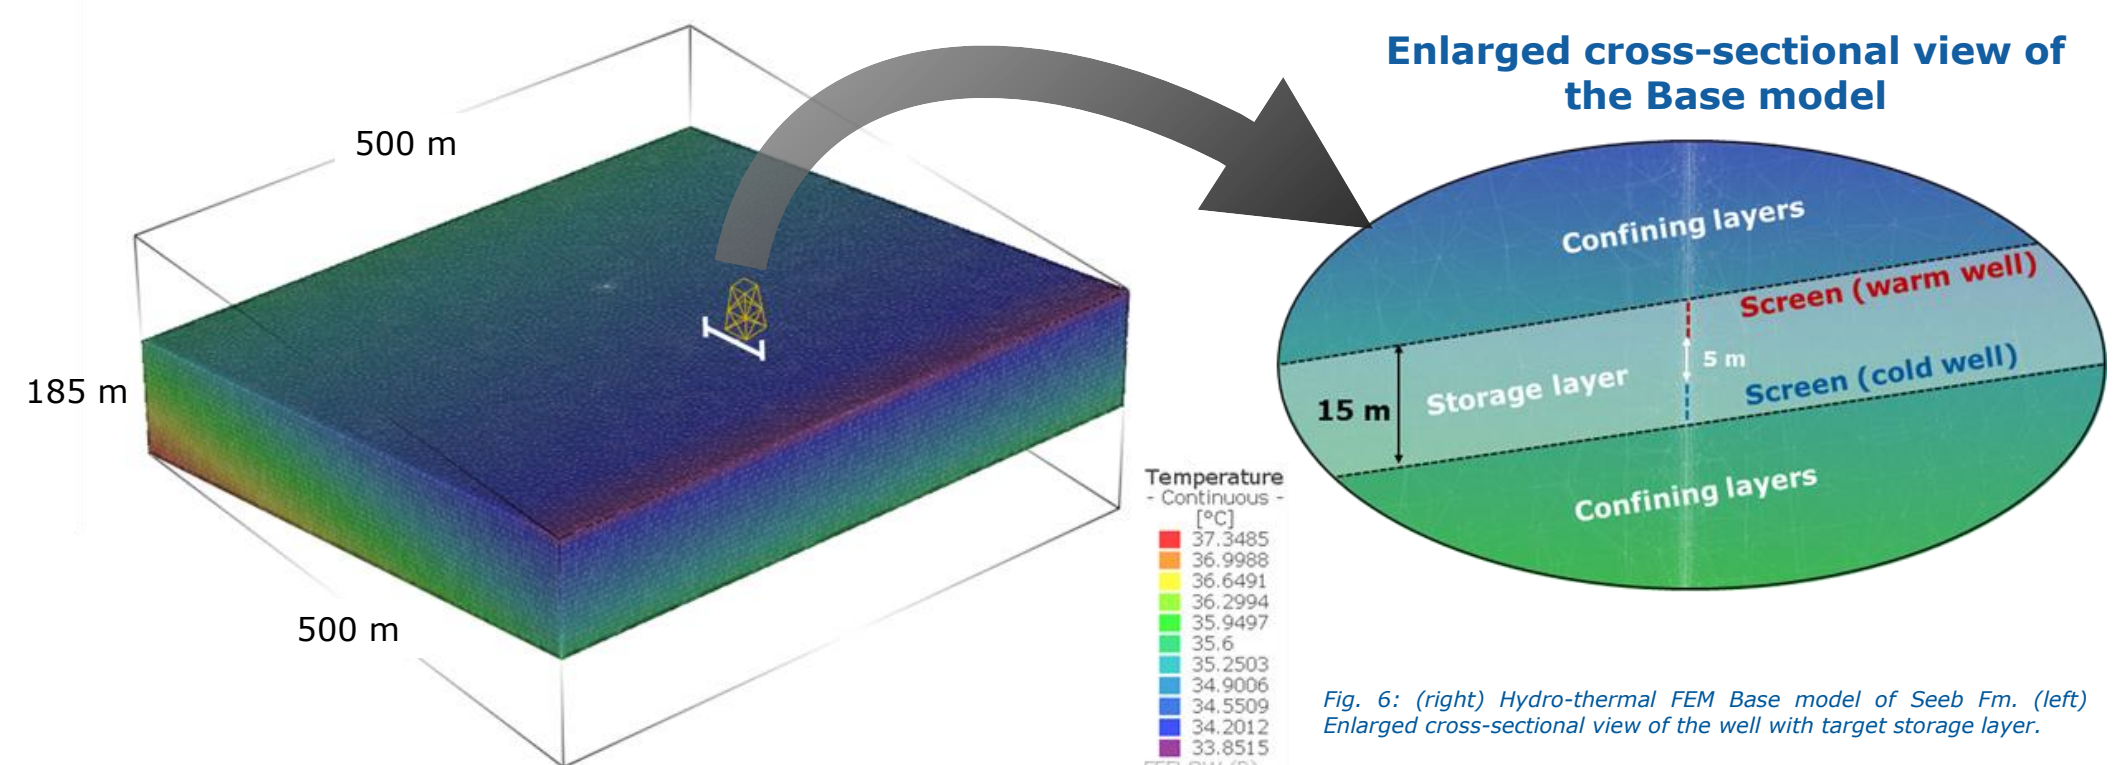 Enlarged cross-sectional view of
the Base model
500 m
185 m
500 m
Confining layers
Screen (warm well)
5 m
Storage layer
15 m
Screen (cold well)
Confining layers
Temperature
- Continuous -
[°C]
37.3485
36.9988
36.6491
36.2994
35.9497
35.6
35.2503
34.9006
34.5509
34.2012
33.8515
Fig. 6: (right) Hydro-thermal FEM Base model of Seeb Fm. (left)
Enlarged cross-sectional view of the well with target storage layer.